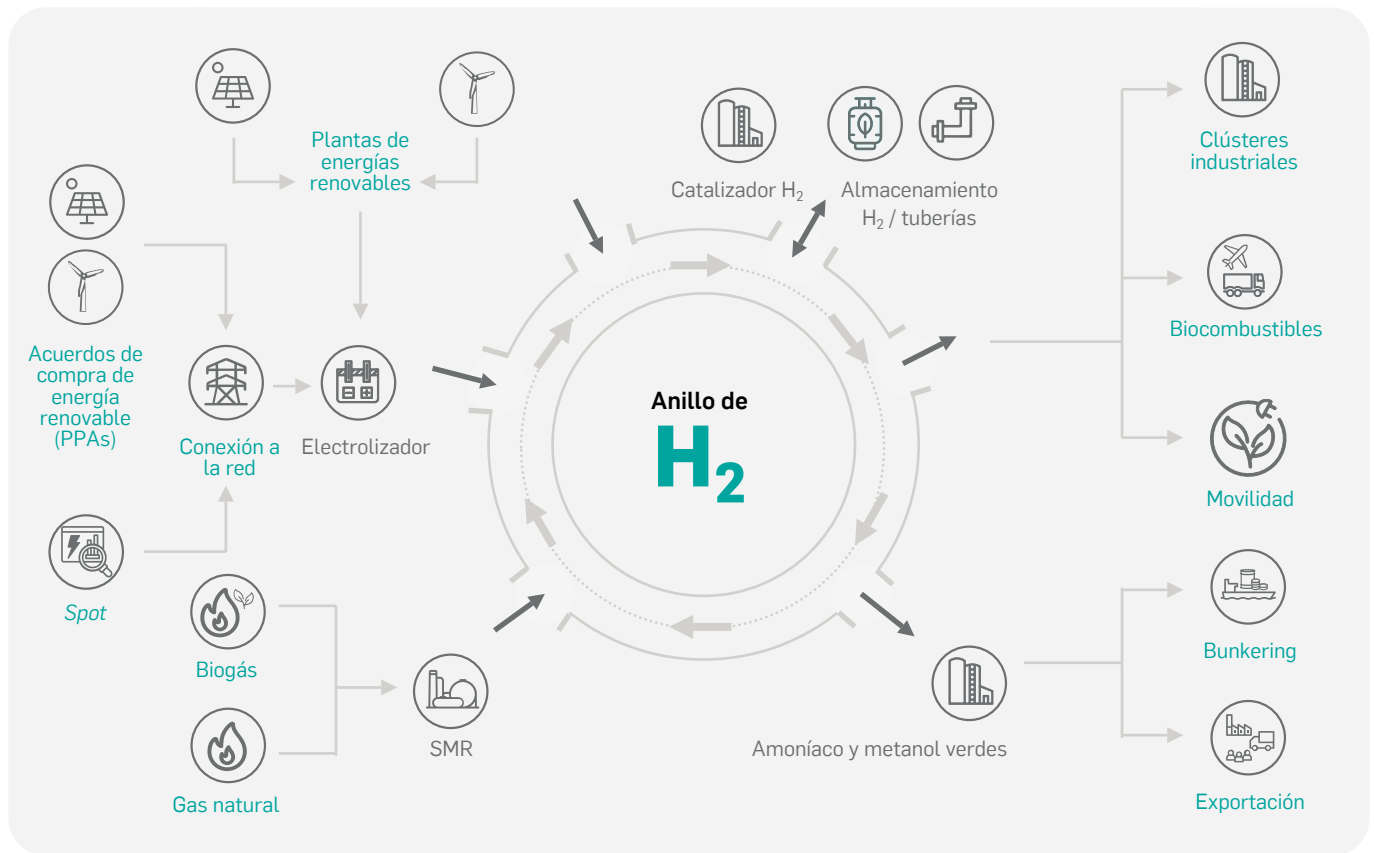 Plantas de
energías
renovables
Catalizador H₂
Almacenamiento
H₂ / tuberías
Clústeres
industriales
Biocombustibles
Acuerdos de
compra de
energía
renovable
(PPAs)
Conexión a
la red
Electrolizador
Anillo de
H₂
Movilidad
Spot
Biogás
SMR
Gas natural
Amoníaco y metanol verdes
Bunkering
Exportación